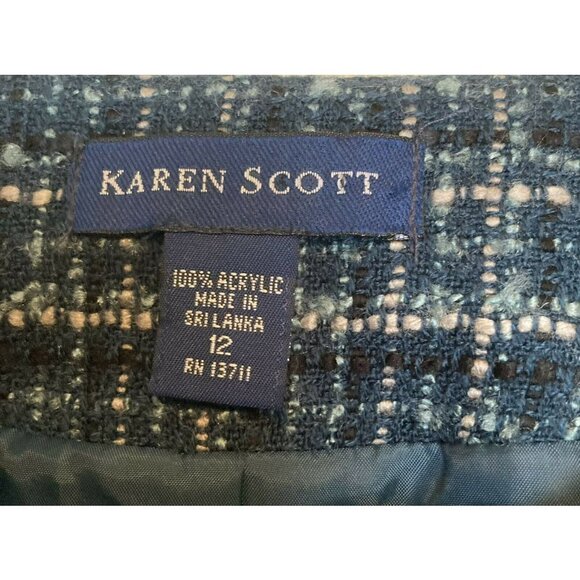 KAREN SCOTT
100% ACRYLIC
MADE IN
SRI LANKA
12
RN 13711